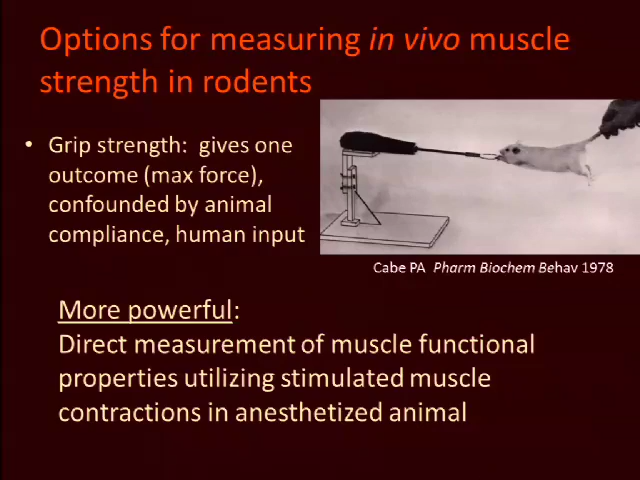 Options for measuring in vivo muscle
strength in rodents
• Grip strength: gives one
outcome (max force),
confounded by animal
compliance, human input
Cabe PA Pharm Biochem Behav 1978
More powerful:
Direct measurement of muscle functional
properties utilizing stimulated muscle
contractions in anesthetized animal